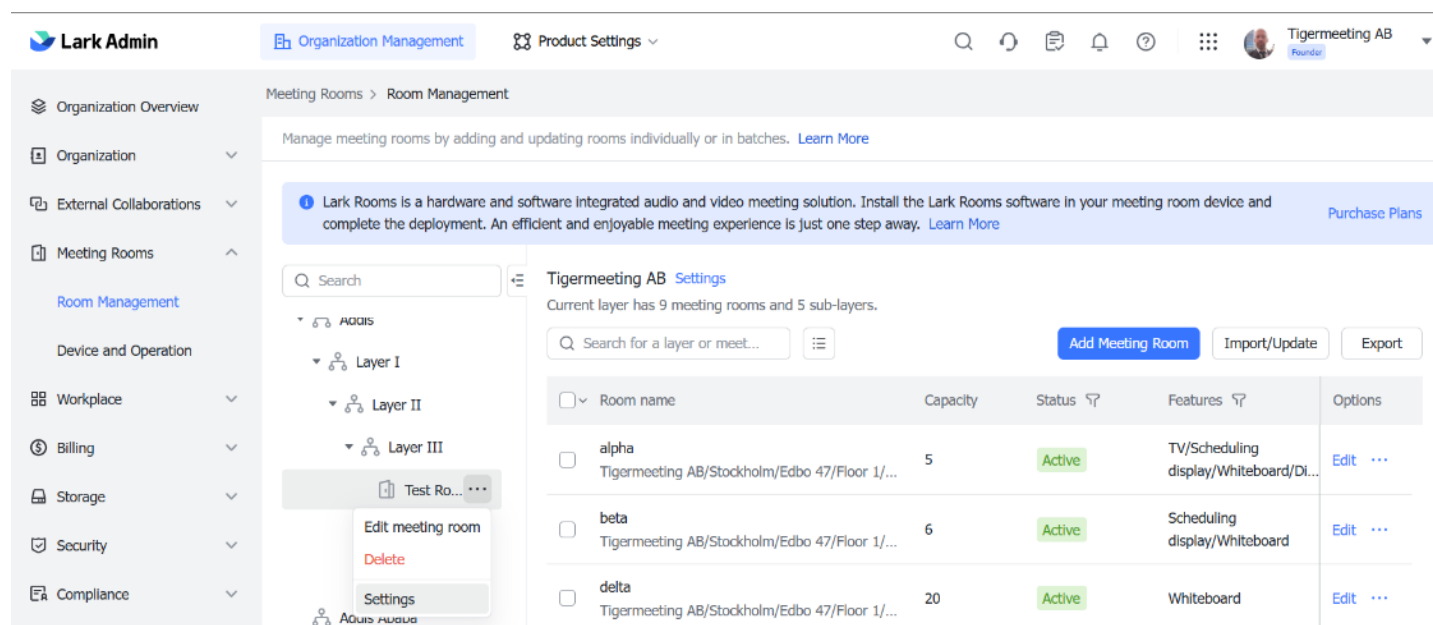 Lark Admin
Organization Management
Product Settings
Tigermeeting AB
Founder
Organization Overview
Organization
External Collaborations
Meeting Rooms
Room Management
Device and Operation
Workplace
Billing
Storage
Security
Compliance
Meeting Rooms > Room Management
Manage meeting rooms by adding and updating rooms individually or in batches. Learn More
Lark Rooms is a hardware and software integrated audio and video meeting solution. Install the Lark Rooms software in your meeting room device and
complete the deployment. An efficient and enjoyable meeting experience is just one step away. Learn More
Purchase Plans
Search
Addis
Layer I
Layer II
Layer III
Test Ro... ···
Edit meeting room
Delete
Settings
Addis Ababa
Tigermeeting AB Settings
Current layer has 9 meeting rooms and 5 sub-layers.
Search for a layer or meet...
Add Meeting Room
Import/Update
Export
Room name Capacity Status Features Options
alpha
Tigermeeting AB/Stockholm/Edbo 47/Floor 1/...
5
Active
TV/Scheduling
display/Whiteboard/Di...
Edit ···
beta
Tigermeeting AB/Stockholm/Edbo 47/Floor 1/...
6
Active
Scheduling
display/Whiteboard
Edit ···
delta
Tigermeeting AB/Stockholm/Edbo 47/Floor 1/...
20
Active
Whiteboard
Edit ···